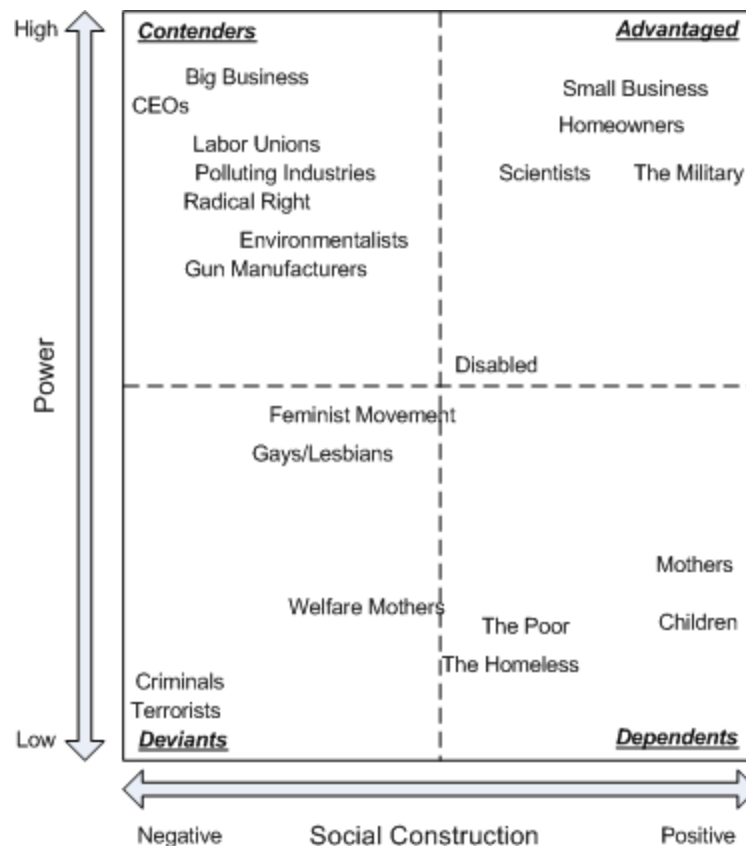 High
Contenders
Advantaged
Big Business
Small Business
CEOs
Homeowners
Labor Unions
Polluting Industries
Scientists
The Military
Radical Right
Environmentalists
Gun Manufacturers
Power
Disabled
Feminist Movement
Gays/Lesbians
Mothers
Welfare Mothers
The Poor
Children
The Homeless
Criminals
Terrorists
Low
Deviants
Dependents
Negative
Social Construction
Positive